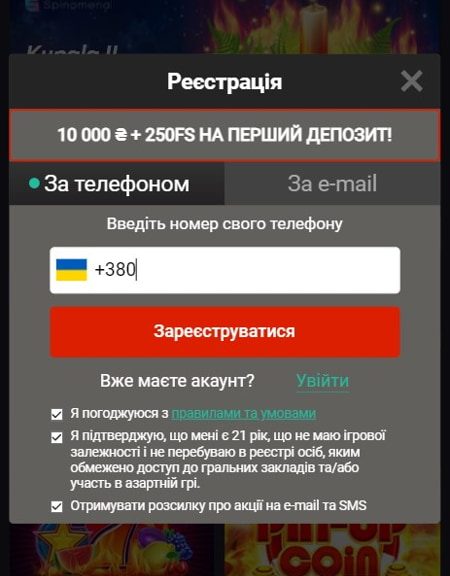 Spinomenal
Kupala II
Реєстрація
10 000 ₴ + 250FS НА ПЕРШИЙ ДЕПОЗИТ!
За телефоном
За e-mail
Введіть номер свого телефону
+380
Зареєструватися
Вже маєте акаунт? Увійти
Я погоджуюся з правилами та умовами
Я підтверджую, що мені є 21 рік, що не маю ігрової
залежності і не перебуваю в реєстрі осіб, яким
обмежено доступ до гральних закладів та/або
участь в азартній грі.
Отримувати розсилку про акції на e-mail та SMS
PIN-UP
COIN